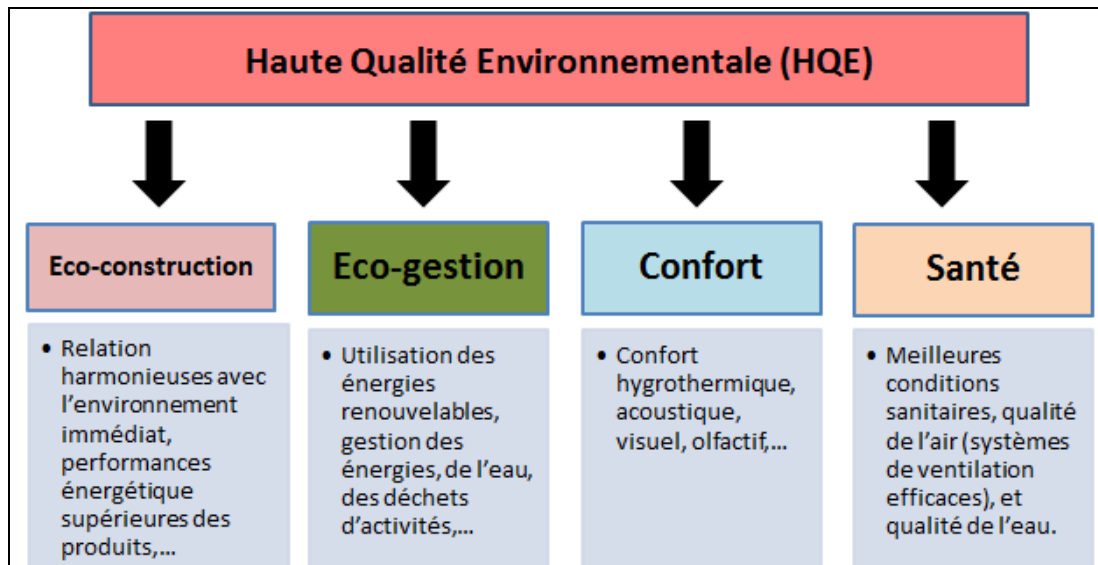 Haute Qualité Environnementale (HQE)
Eco-construction
• Relation
harmonieuses avec
l’environnement
immédiat,
performances
énergétique
supérieures des
produits,...
Eco-gestion
• Utilisation des
énergies
renouvelables,
gestion des
énergies, de l’eau,
des déchets
d’activités,...
Confort
• Confort
hygrothermique,
acoustique,
visuel, olfactif,...
Santé
• Meilleures
conditions
sanitaires, qualité
de l’air (systèmes
de ventilation
efficaces), et
qualité de l’eau.